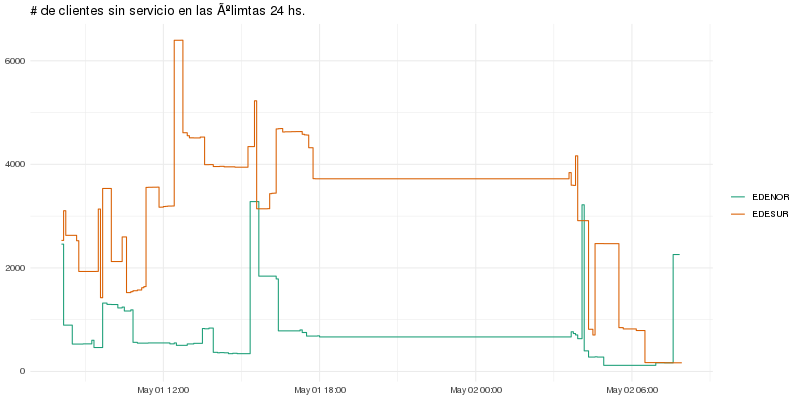 # de clientes sin servicio en las Ãºlimtas 24 hs.
6000
4000
2000
0
May 01 12:00
May 01 18:00
May 02 00:00
May 02 06:00
EDENOR
EDESUR